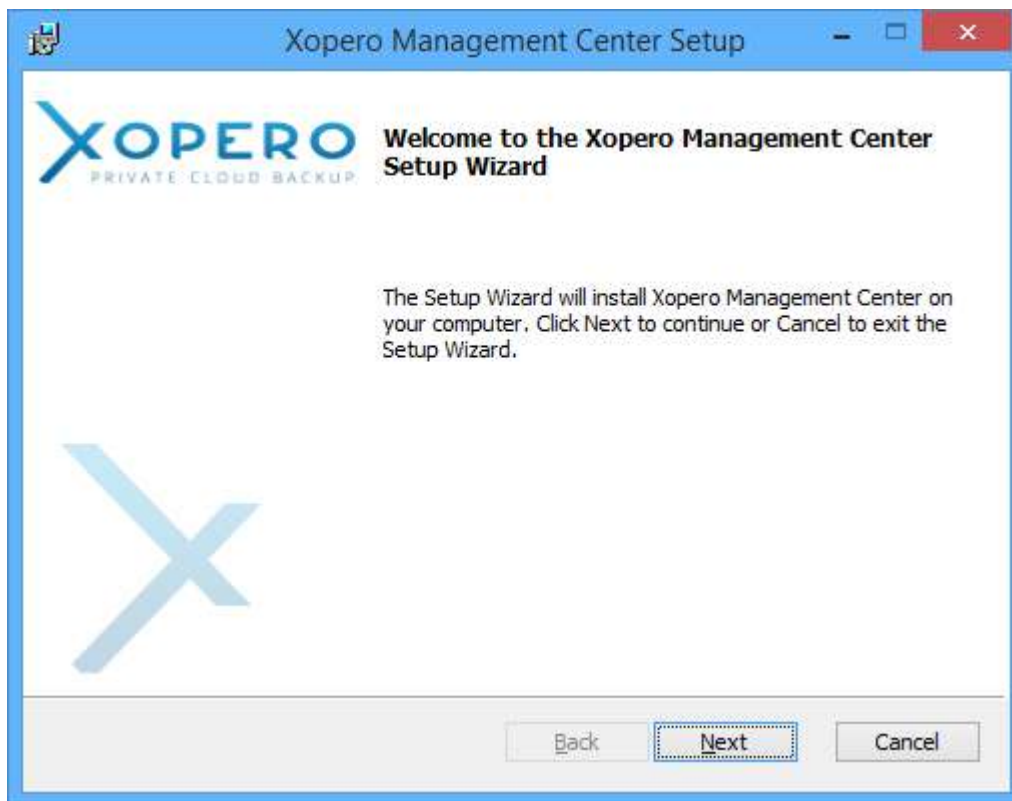 Xopero Management Center Setup
XOPERO
PRIVATE CLOUD BACKUP
Welcome to the Xopero Management Center
Setup Wizard
The Setup Wizard will install Xopero Management Center on
your computer. Click Next to continue or Cancel to exit the
Setup Wizard.
Back Next Cancel